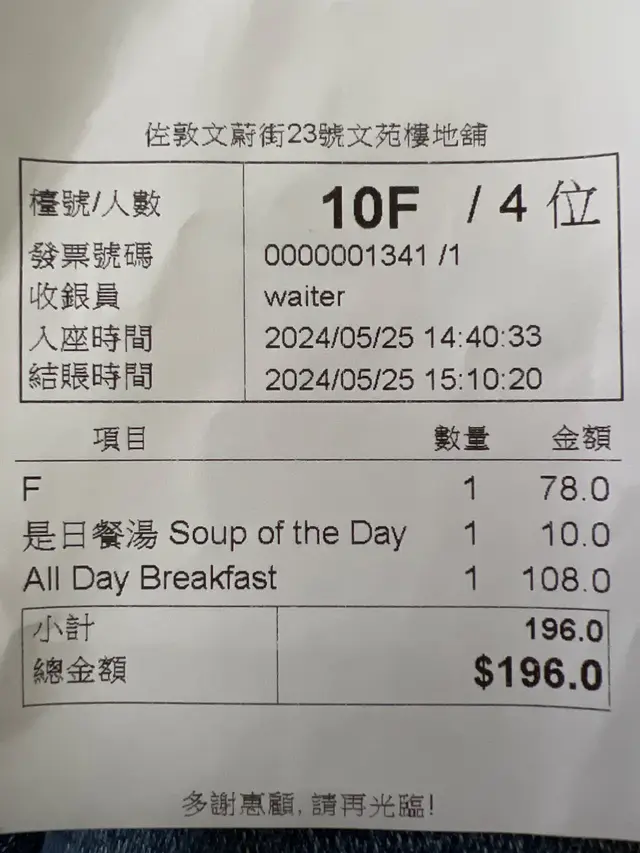 佐敦文蔚街23號文苑樓地舖
檯號/人數 10F / 4 位
發票號碼 0000001341 /1
收銀員 waiter
入座時間 2024/05/25 14:40:33
結賬時間 2024/05/25 15:10:20
項目 數量 金額
F 1 78.0
是日餐湯 Soup of the Day 1 10.0
All Day Breakfast 1 108.0
小計 196.0
總金額 $196.0
多謝惠顧, 請再光臨!